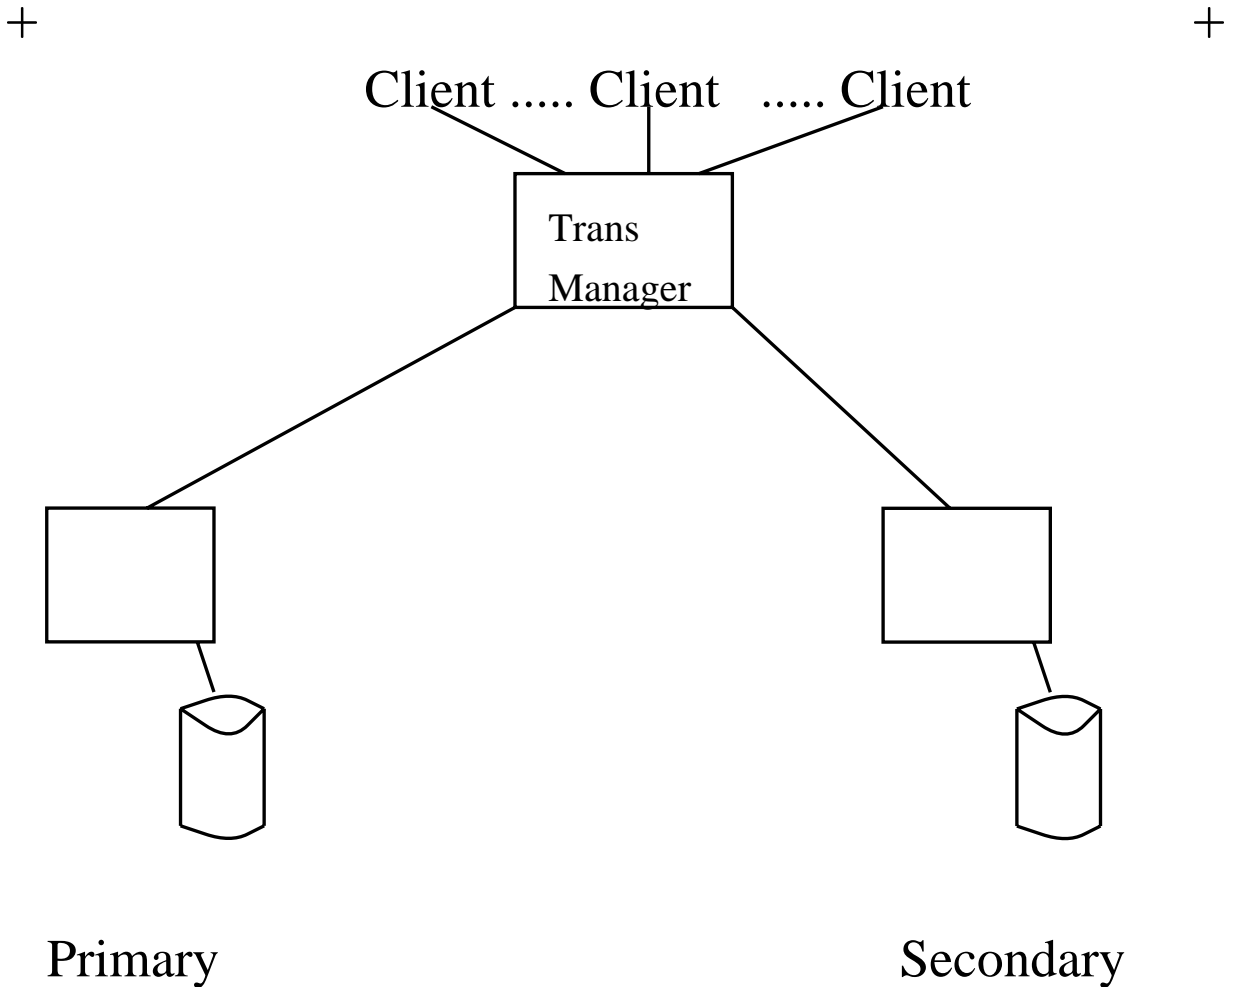 Client ..... Client ..... Client
Trans
Manager
Primary Secondary